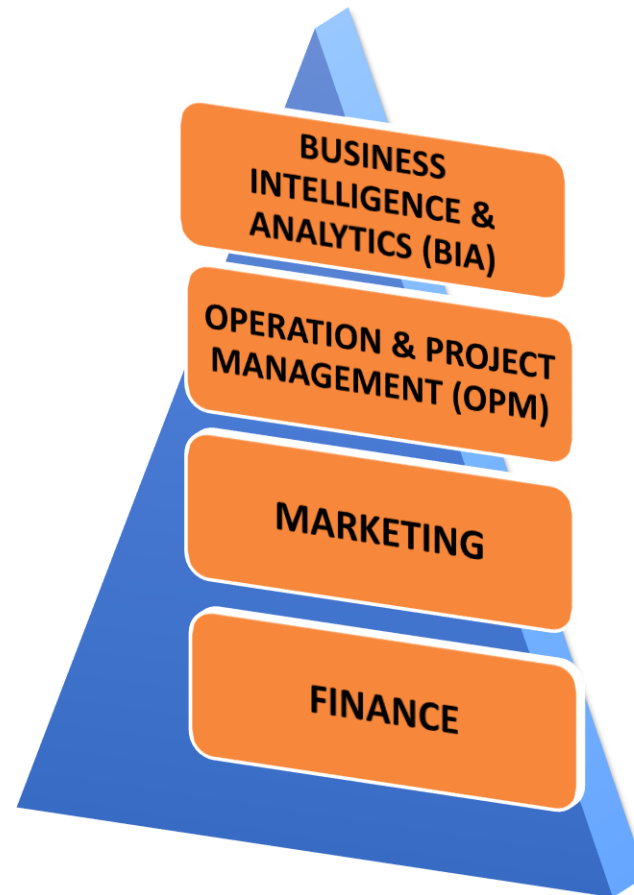 BUSINESS
INTELLIGENCE &
ANALYTICS (BIA)
OPERATION & PROJECT
MANAGEMENT (OPM)
MARKETING
FINANCE